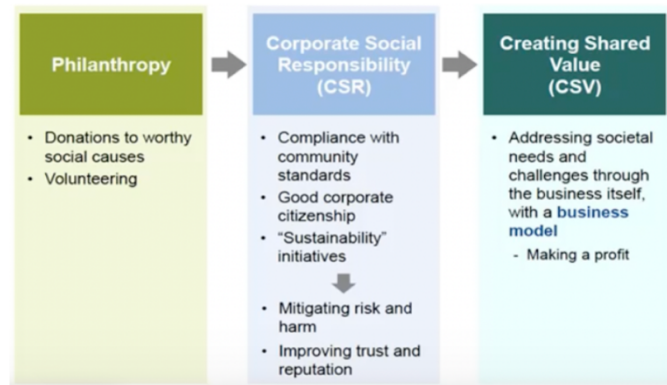 Philanthropy
• Donations to worthy
social causes
• Volunteering
Corporate Social
Responsibility
(CSR)
• Compliance with
community
standards
• Good corporate
citizenship
• “Sustainability”
initiatives
• Mitigating risk and
harm
• Improving trust and
reputation
Creating Shared
Value
(CSV)
• Addressing societal
needs and
challenges through
the business itself,
with a business
model
- Making a profit